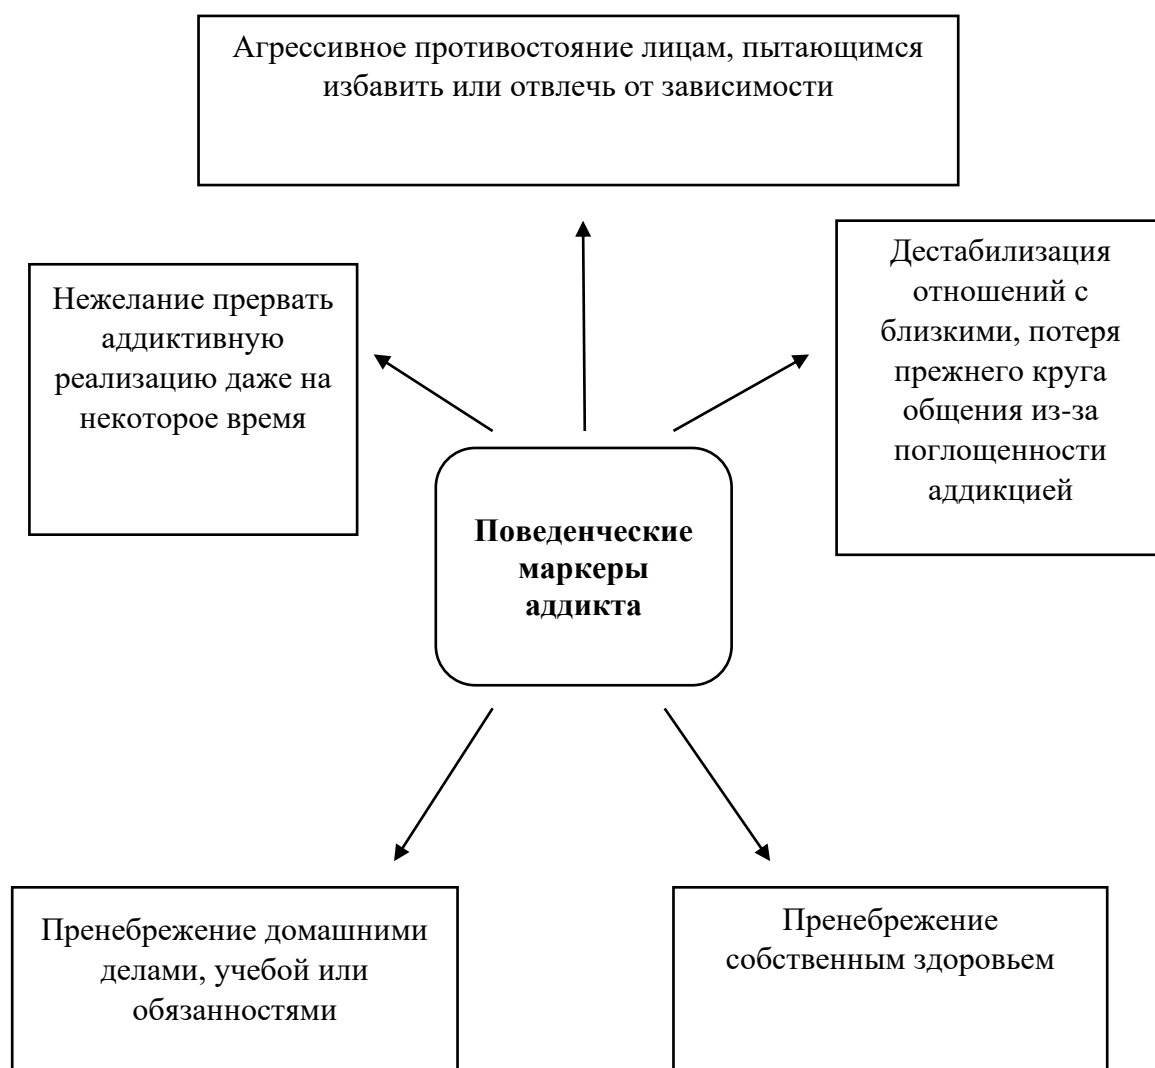 Агрессивное противостояние лицам, пытающимся
избавить или отвлечь от зависимости
Нежелание прервать
аддиктивную
реализацию даже на
некоторое время
Дестабилизация
отношений с
близкими, потеря
прежнего круга
общения из-за
поглощенности
аддикцией
Поведенческие
маркеры
аддикта
Пренебрежение домашними
делами, учебой или
обязанностями
Пренебрежение
собственным здоровьем